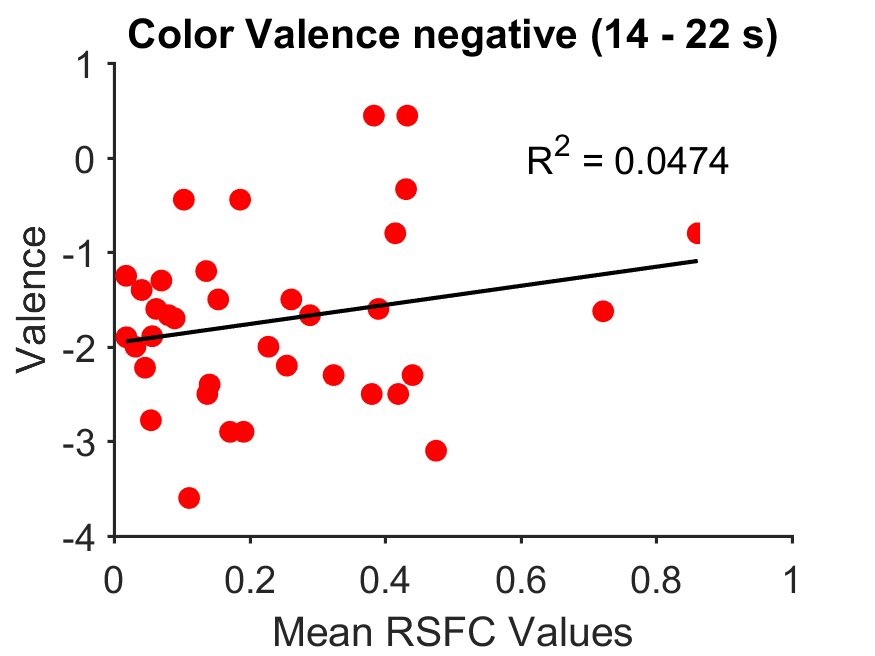 Color Valence negative (14 - 22 s)
1
0
-1
-2
-3
-4
Valence
R² = 0.0474
0 0.2 0.4 0.6 0.8 1
Mean RSFC Values